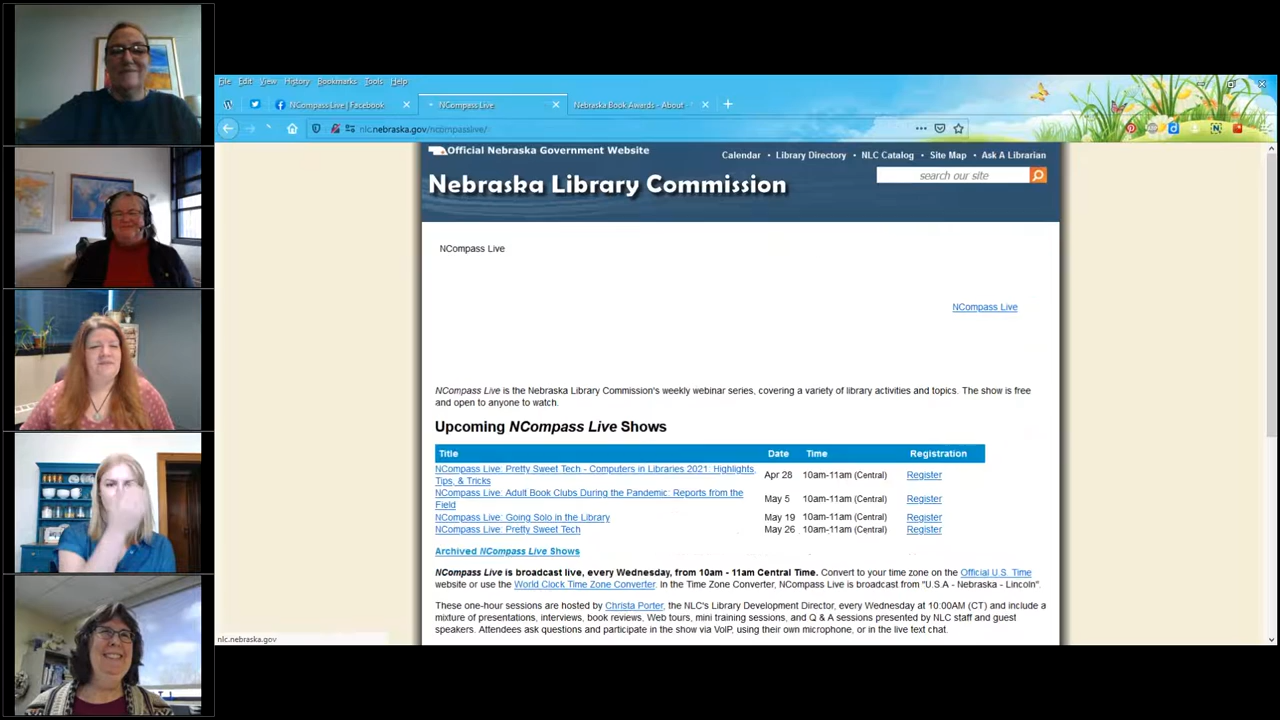 File Edit View History Bookmarks Tools Help
NCompass Live | Facebook
NCompass Live
Nebraska Book Awards - About -
nlc.nebraska.gov/ncompasslive/
Official Nebraska Government Website
Calendar • Library Directory • NLC Catalog • Site Map • Ask A Librarian
Nebraska Library Commission
search our site
NCompass Live
NCompass Live
NCompass Live is the Nebraska Library Commission's weekly webinar series, covering a variety of library activities and topics. The show is free
and open to anyone to watch.
Upcoming NCompass Live Shows
Title Date Time Registration
NCompass Live: Pretty Sweet Tech - Computers in Libraries 2021: Highlights,
Tips, & Tricks Apr 28 10am-11am (Central) Register
NCompass Live: Adult Book Clubs During the Pandemic: Reports from the
Field May 5 10am-11am (Central) Register
NCompass Live: Going Solo in the Library May 19 10am-11am (Central) Register
NCompass Live: Pretty Sweet Tech May 26 10am-11am (Central) Register
Archived NCompass Live Shows
NCompass Live is broadcast live, every Wednesday, from 10am - 11am Central Time. Convert to your time zone on the Official U.S. Time
website or use the World Clock Time Zone Converter. In the Time Zone Converter, NCompass Live is broadcast from "U.S.A - Nebraska - Lincoln".
These one-hour sessions are hosted by Christa Porter, the NLC's Library Development Director, every Wednesday at 10:00AM (CT) and include a
mixture of presentations, interviews, book reviews, Web tours, mini training sessions, and Q & A sessions presented by NLC staff and guest
speakers. Attendees ask questions and participate in the show via VoIP, using their own microphone, or in the live text chat.
nlc.nebraska.gov